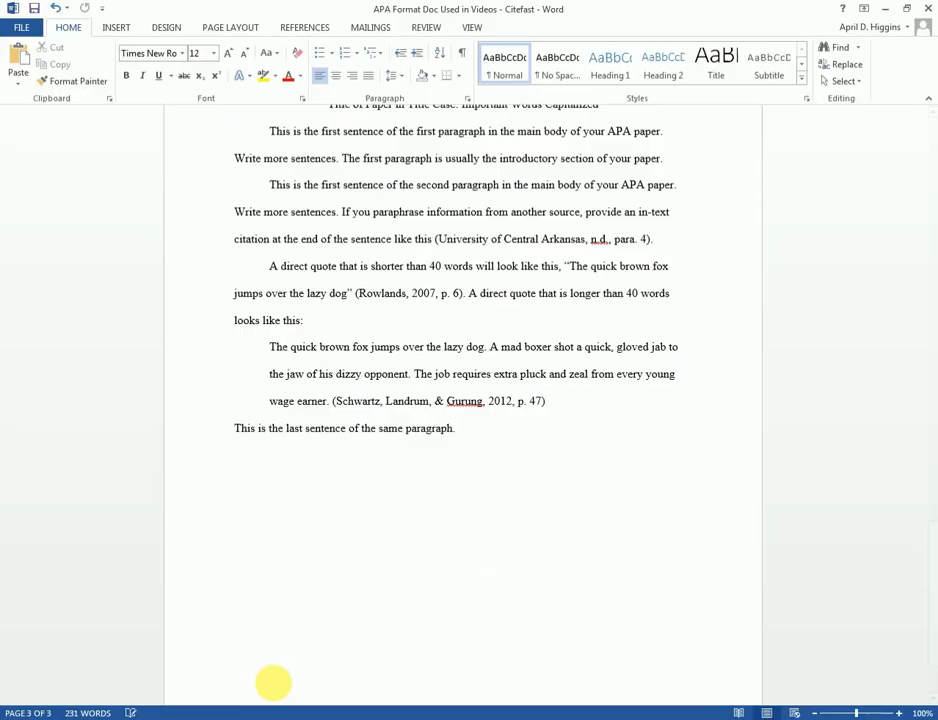 APA Format Doc Used in Videos - Citefast - Word
FILE HOME INSERT DESIGN PAGE LAYOUT REFERENCES MAILINGS REVIEW VIEW April D. Higgins
Paste
Cut
Copy
Format Painter
Clipboard
Times New Ro 12
Font
Paragraph
AaBbCcDc AaBbCcDc AaBbC AaBbCcD AaB AaBbCcD
¶ Normal ¶ No Spac... Heading 1 Heading 2 Title Subtitle
Styles
Find
Replace
Select
Editing
Title of Paper in Title Case: Important Words Capitalized
This is the first sentence of the first paragraph in the main body of your APA paper.
Write more sentences. The first paragraph is usually the introductory section of your paper.
This is the first sentence of the second paragraph in the main body of your APA paper.
Write more sentences. If you paraphrase information from another source, provide an in-text
citation at the end of the sentence like this (University of Central Arkansas, n.d., para. 4).
A direct quote that is shorter than 40 words will look like this, “The quick brown fox
jumps over the lazy dog” (Rowlands, 2007, p. 6). A direct quote that is longer than 40 words
looks like this:
The quick brown fox jumps over the lazy dog. A mad boxer shot a quick, gloved jab to
the jaw of his dizzy opponent. The job requires extra pluck and zeal from every young
wage earner. (Schwartz, Landrum, & Gurung, 2012, p. 47)
This is the last sentence of the same paragraph.
PAGE 3 OF 3 231 WORDS 100%